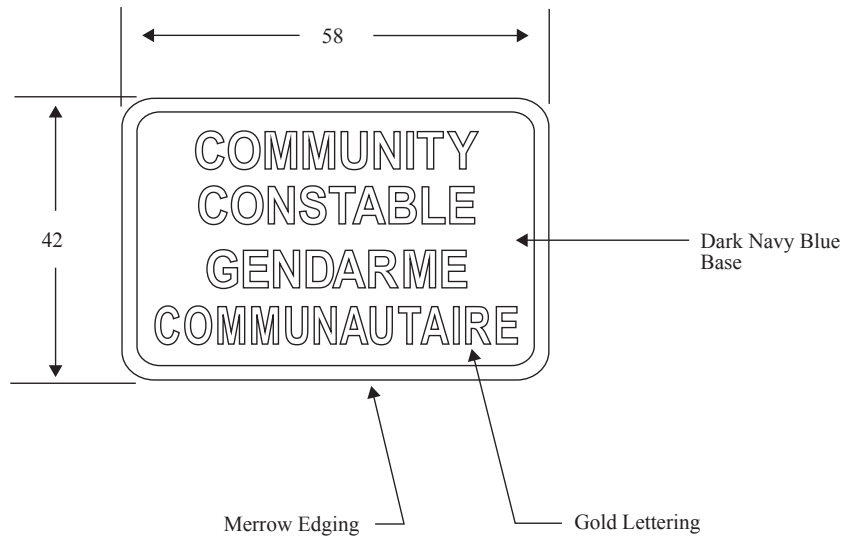 58
COMMUNITY
CONSTABLE
42
GENDARME
COMMUNAUTAIRE
Dark Navy Blue
Base
Merrow Edging
Gold Lettering